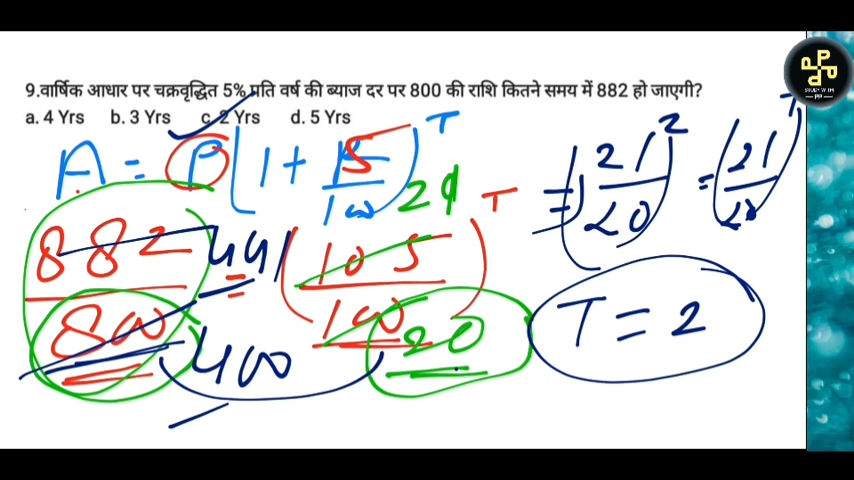 9.वार्षिक आधार पर चक्रवृद्धित 5% प्रति वर्ष की ब्याज दर पर 800 की राशि कितने समय में 882 हो जाएगी?
a. 4 Yrs b. 3 Yrs c. 2 Yrs d. 5 Yrs
A = P (1 + 5/100)^T
882/800 = (105/100)^T
441/400
21
20
= (21/20)^2 = (21/20)^T
T = 2